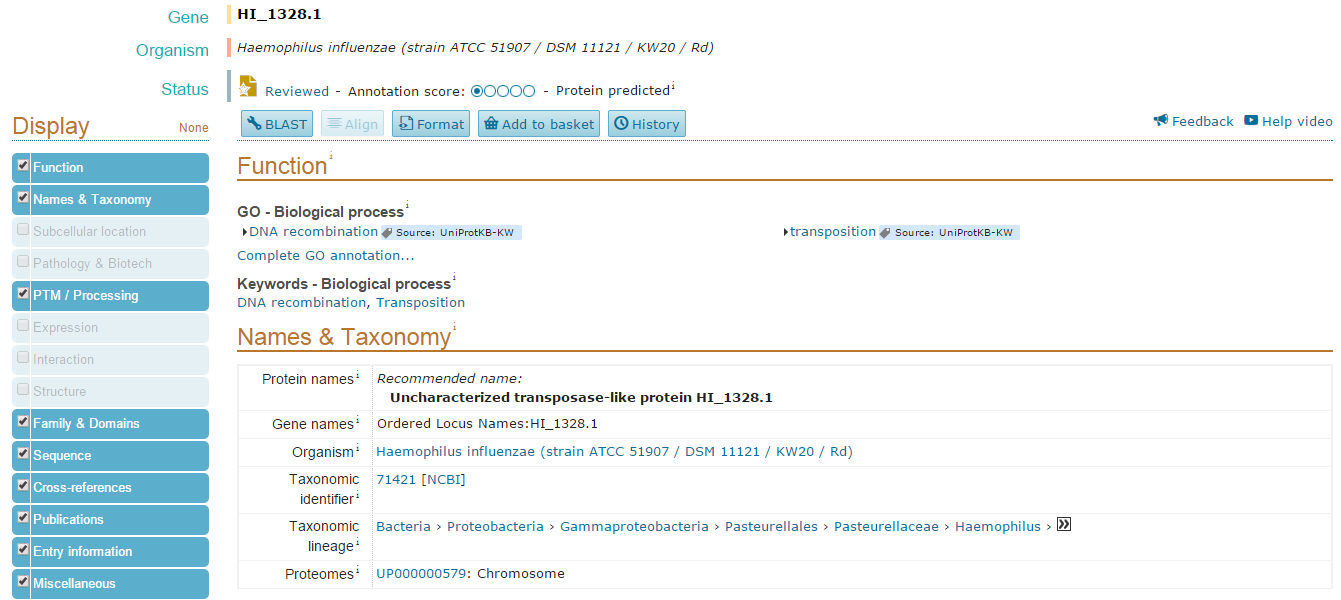 Gene HI_1328.1
Organism Haemophilus influenzae (strain ATCC 51907 / DSM 11121 / KW20 / Rd)
Status Reviewed - Annotation score: - Protein predicted i
Display None
BLAST Align Format Add to basket History Feedback Help video
Function
Names & Taxonomy
Subcellular location
Pathology & Biotech
PTM / Processing
Expression
Interaction
Structure
Family & Domains
Sequence
Cross-references
Publications
Entry information
Miscellaneous
Function i
GO - Biological process i
DNA recombination Source: UniProtKB-KW transposition Source: UniProtKB-KW
Complete GO annotation...
Keywords - Biological process i
DNA recombination, Transposition
Names & Taxonomy i
Protein names i Recommended name:
Uncharacterized transposase-like protein HI_1328.1
Gene names i Ordered Locus Names:HI_1328.1
Organism i Haemophilus influenzae (strain ATCC 51907 / DSM 11121 / KW20 / Rd)
Taxonomic 71421 [NCBI]
identifier i
Taxonomic Bacteria › Proteobacteria › Gammaproteobacteria › Pasteurellales › Pasteurellaceae › Haemophilus › »
lineage i
Proteomes i UP000000579: Chromosome